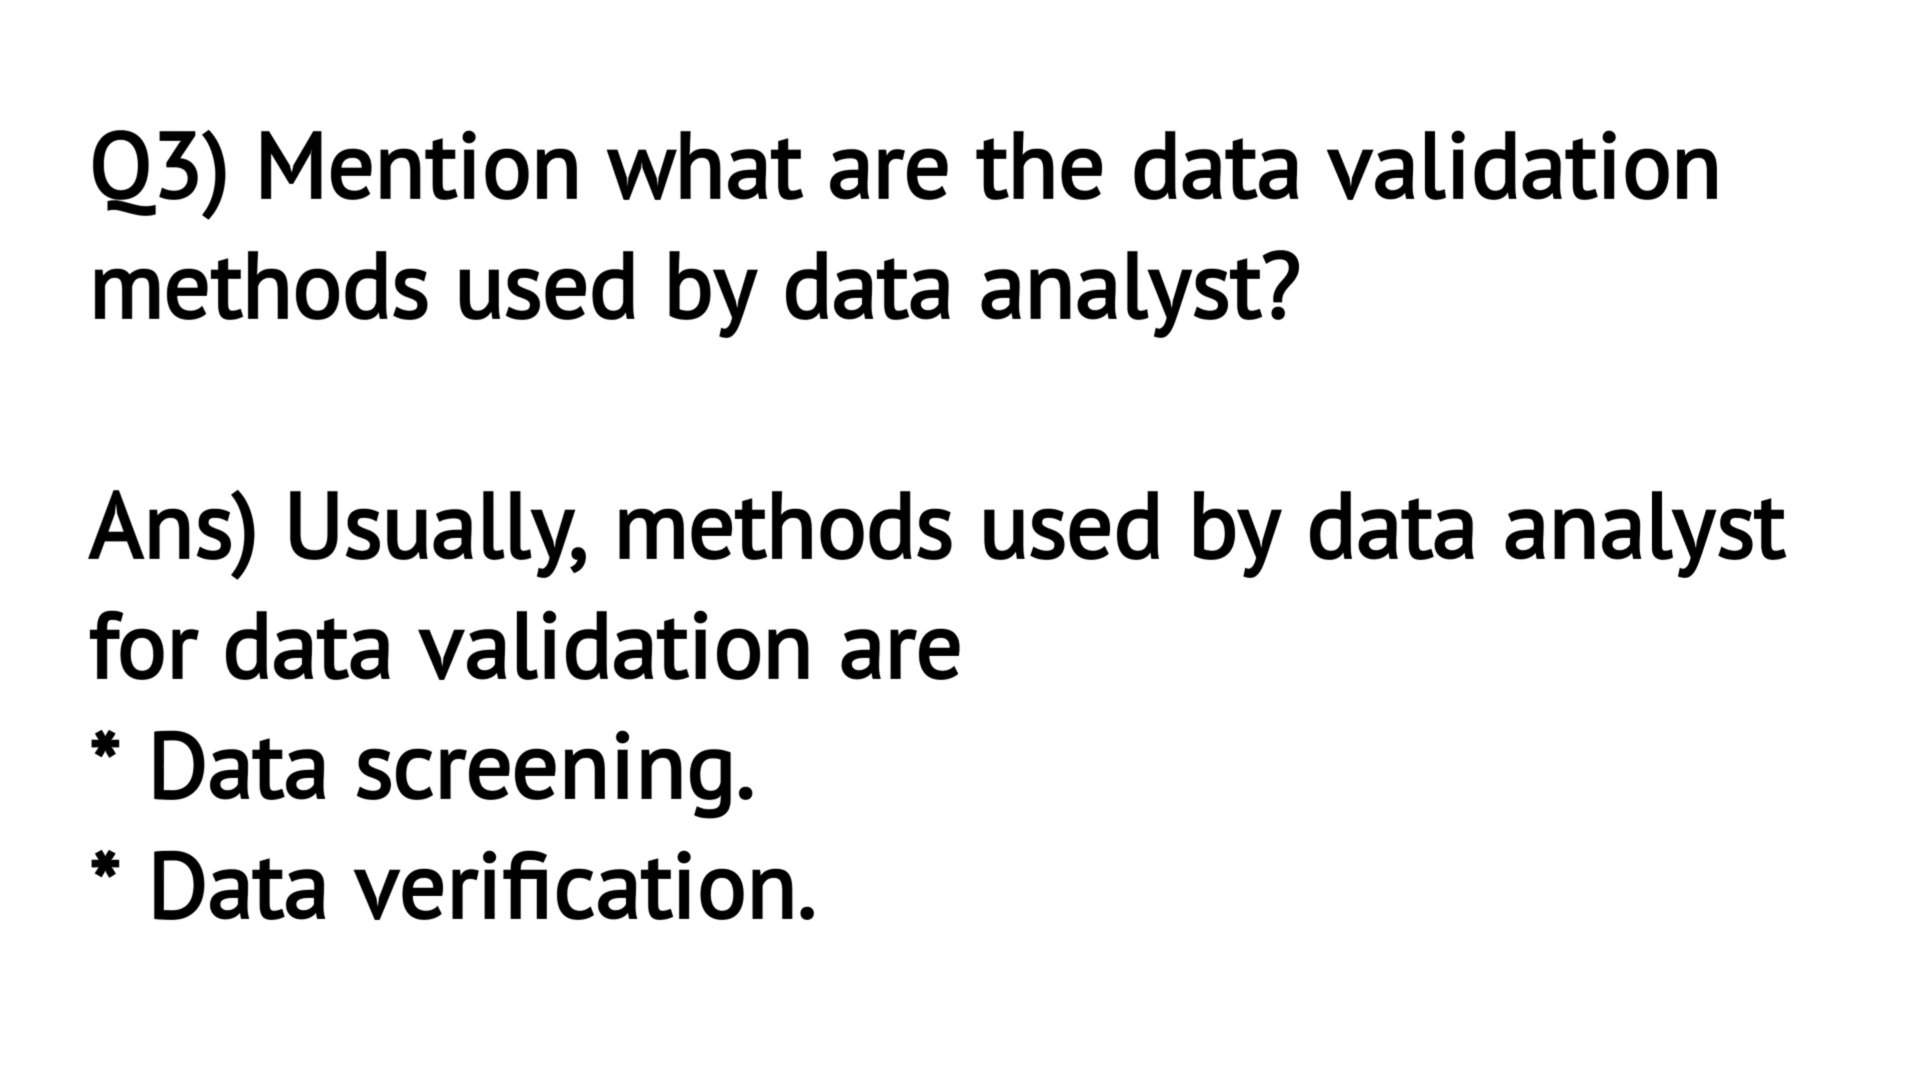 Q3) Mention what are the data validation
methods used by data analyst?
Ans) Usually, methods used by data analyst
for data validation are
* Data screening.
* Data verification.